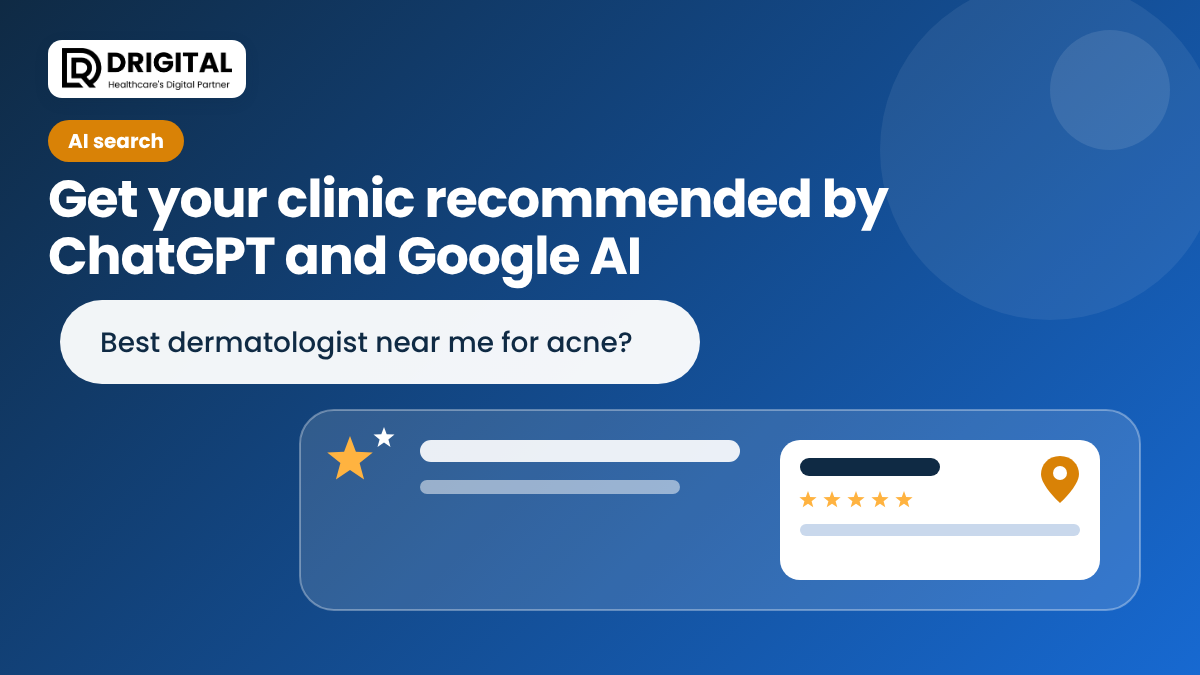 DRIGITAL
Healthcare's Digital Partner
AI search
Get your clinic recommended by
ChatGPT and Google AI
Best dermatologist near me for acne?